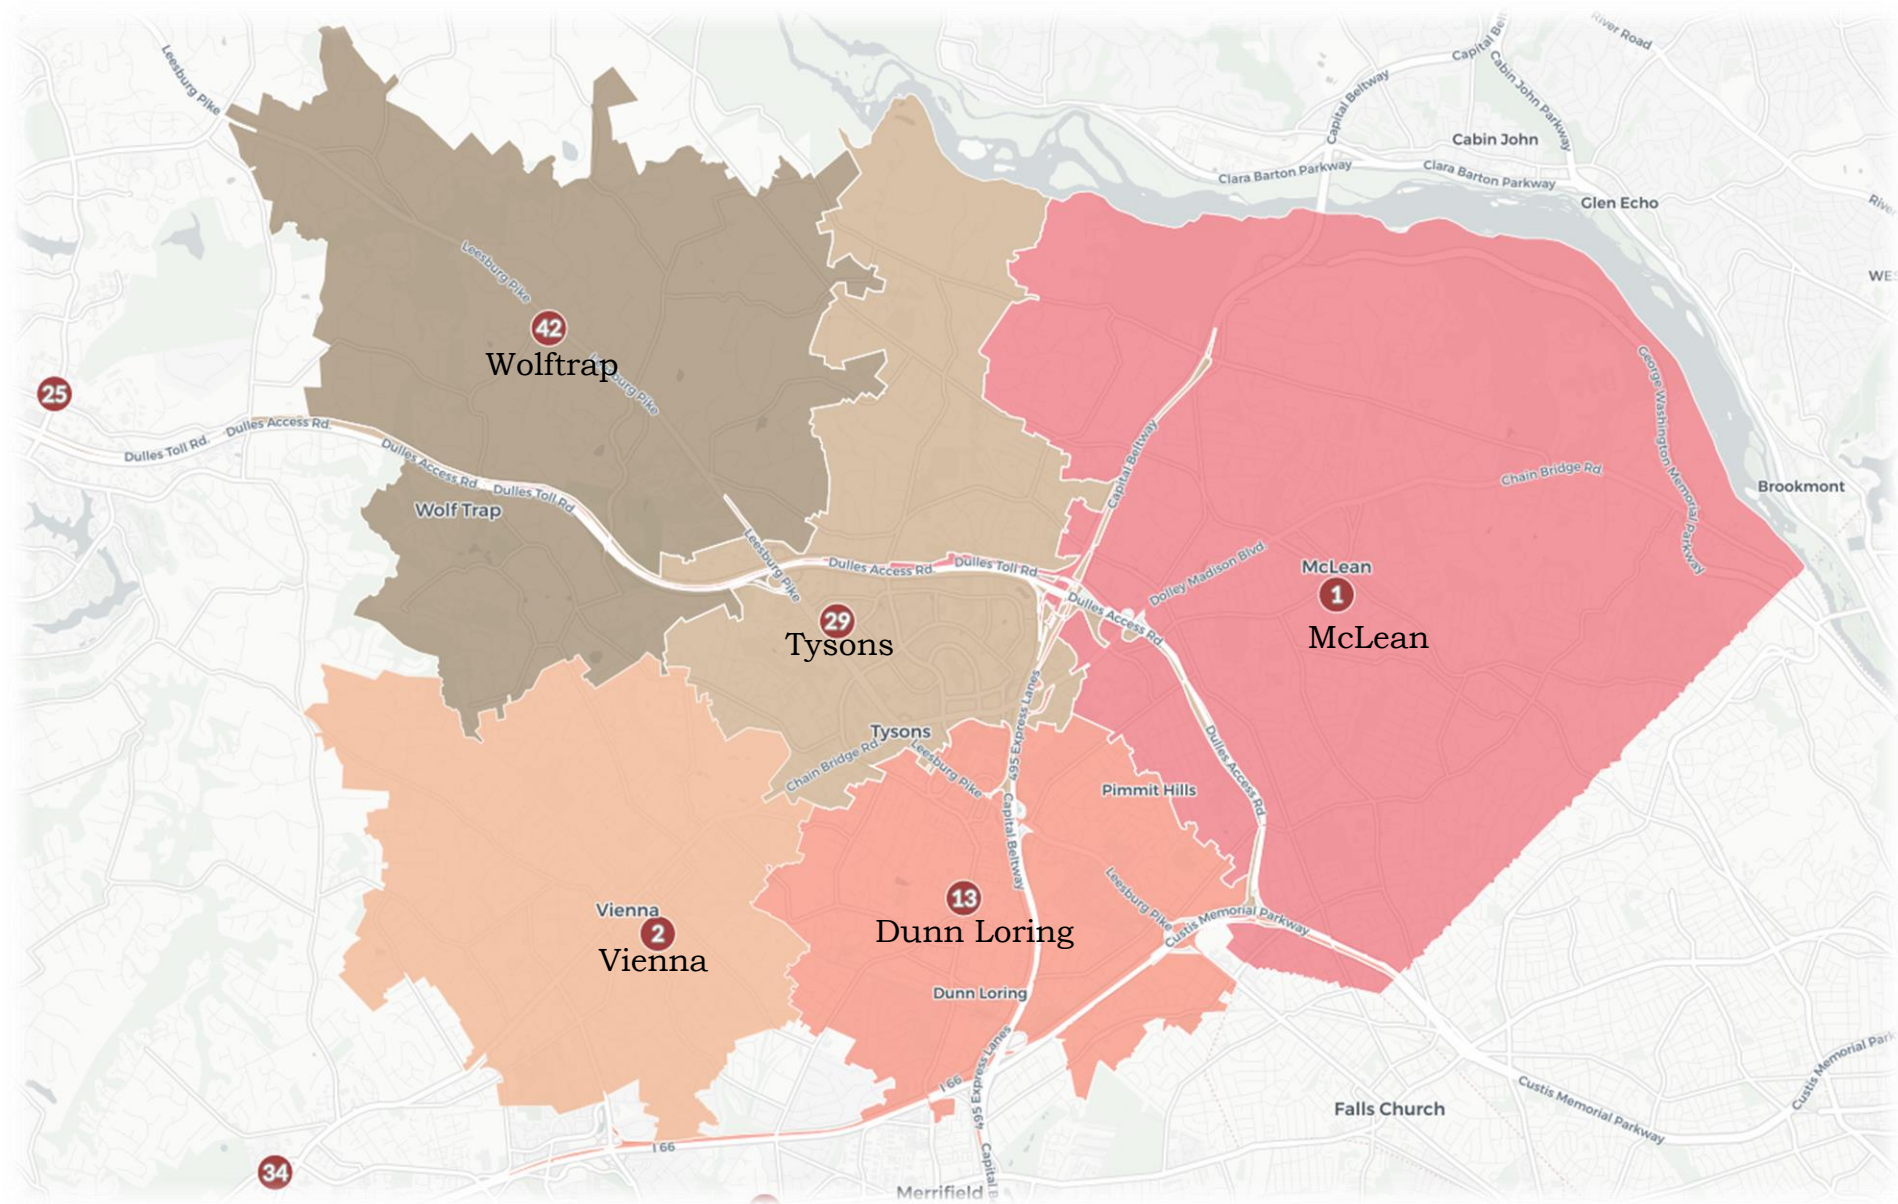 Leesburg Pike
Capital Beltway
River Road
Cabin John Parkway
Cabin John
Clara Barton Parkway
Clara Barton Parkway
Glen Echo
Leesburg Pike
42
Wolftrap
Leesburg Pike
25
Dulles Toll Rd.
Dulles Access Rd.
Dulles Access Rd.
Dulles Toll Rd
Wolf Trap
Capital Beltway
George Washington Memorial parkway
Chain Bridge Rd
Brookmont
Leesburg Pike
Dulles Access Rd.
Dulles Toll Rd
Dulles Access Rd
Dolley Madison Blvd.
McLean
1
McLean
29
Tysons
Tysons
Chain Bridge Rd.
Leesburg Pike
495 Express Lanes
Capital Beltway
Pimmit Hills
Dulles Access Rd.
Leesburg Pike
Custis Memorial Parkway
Vienna
2
Vienna
13
Dunn Loring
Dunn Loring
I 66
495 Express Lanes
I 66
Falls Church
Custis Memorial Parkway
Custis Memorial Park
34
Merrifield
Capital B